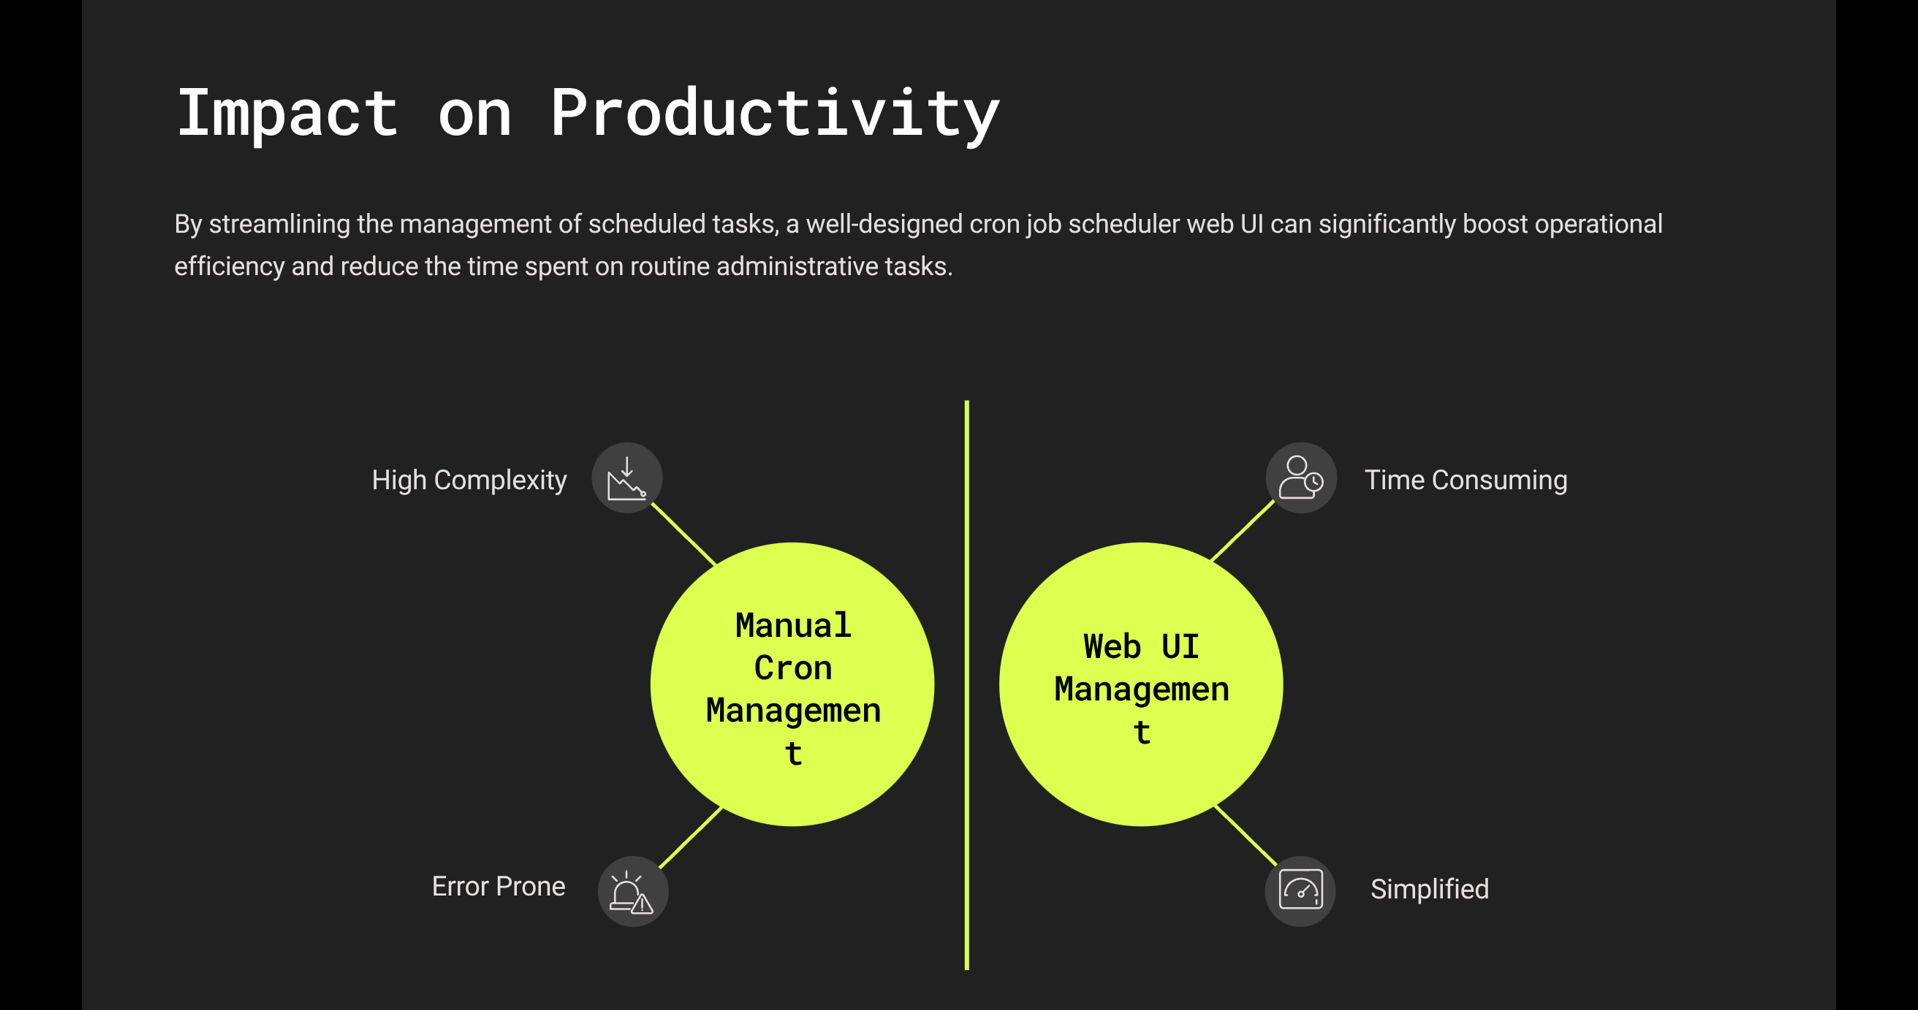 Impact on Productivity
By streamlining the management of scheduled tasks, a well-designed cron job scheduler web UI can significantly boost operational
efficiency and reduce the time spent on routine administrative tasks.
High Complexity
Time Consuming
Manual
Cron
Managemen
t
Web UI
Managemen
t
Error Prone
Simplified